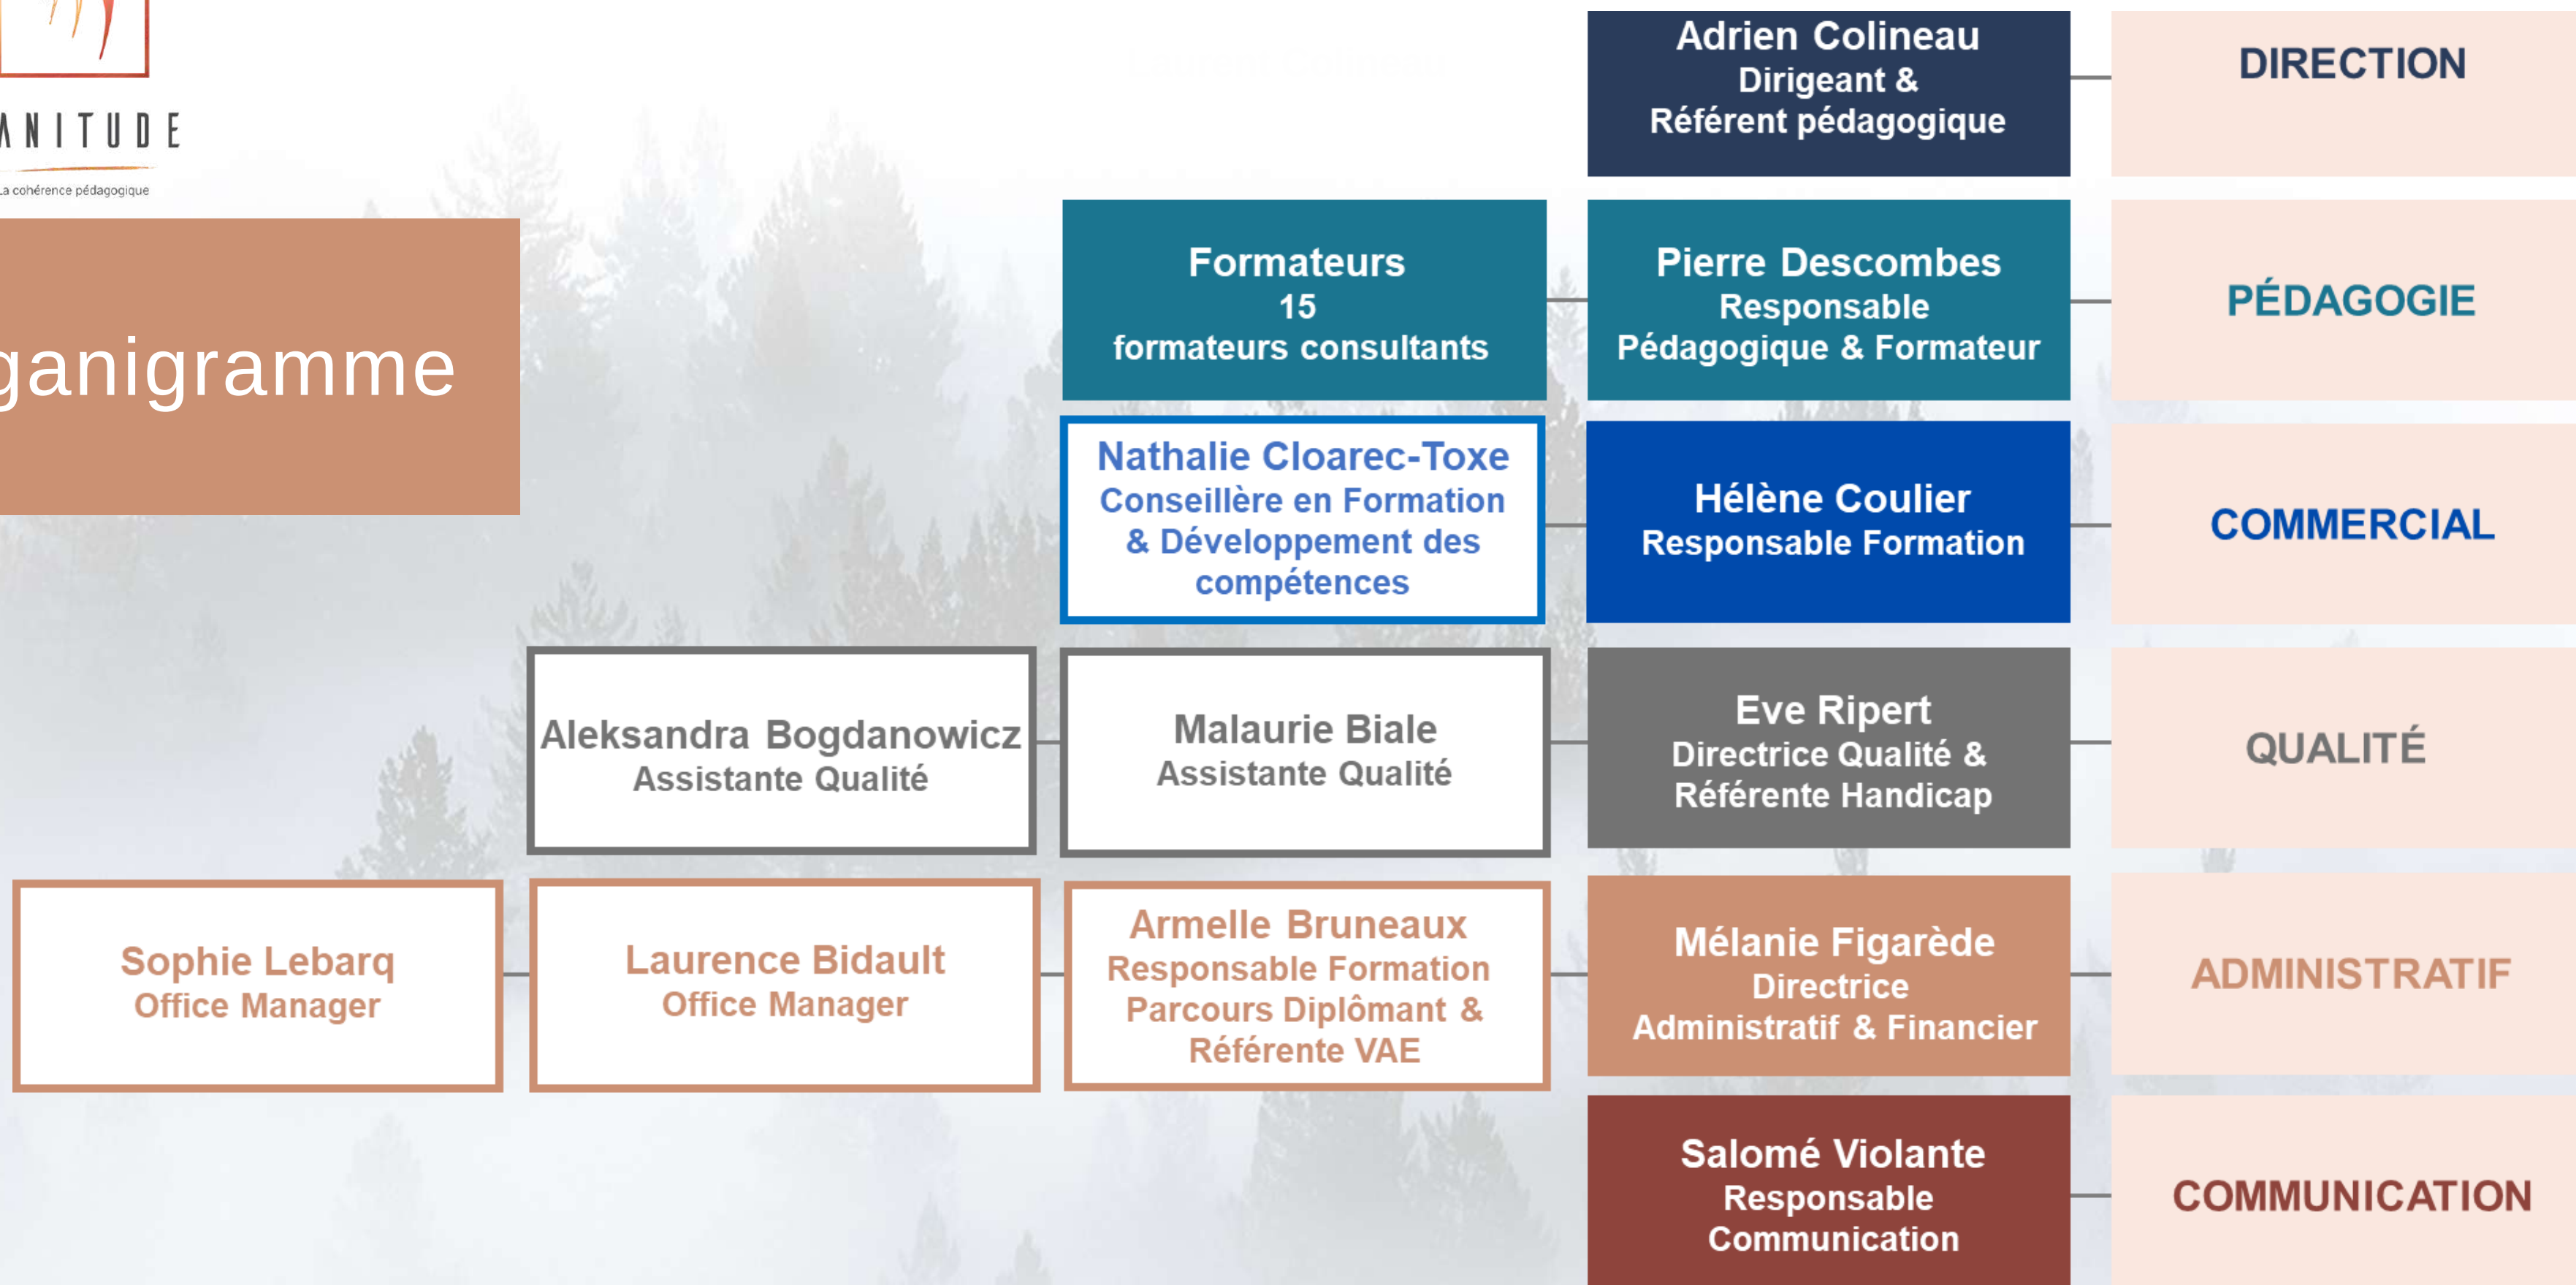 ANITUDE
La cohérence pédagogique
ganigramme
Adrien Colineau
Dirigeant &
Référent pédagogique
DIRECTION
Formateurs
15
formateurs consultants
Pierre Descombes
Responsable
Pédagogique & Formateur
PÉDAGOGIE
Nathalie Cloarec-Toxe
Conseillère en Formation
& Développement des
compétences
Hélène Coulier
Responsable Formation
COMMERCIAL
Aleksandra Bogdanowicz
Assistante Qualité
Malaurie Biale
Assistante Qualité
Eve Ripert
Directrice Qualité &
Référente Handicap
QUALITÉ
Sophie Lebarq
Office Manager
Laurence Bidault
Office Manager
Armelle Bruneaux
Responsable Formation
Parcours Diplômant &
Référente VAE
Mélanie Figarède
Directrice
Administratif & Financier
ADMINISTRATIF
Salomé Violante
Responsable
Communication
COMMUNICATION